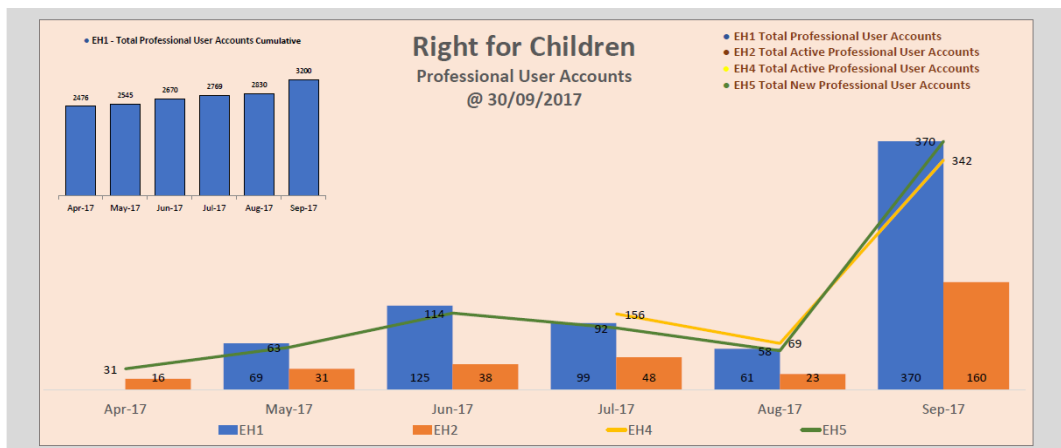 EH1 - Total Professional User Accounts Cumulative
2476 2545 2670 2769 2830 3200
Apr-17 May-17 Jun-17 Jul-17 Aug-17 Sep-17
Right for Children
Professional User Accounts
@ 30/09/2017
EH1 Total Professional User Accounts
EH2 Total Active Professional User Accounts
EH4 Total Active Professional User Accounts
EH5 Total New Professional User Accounts
31 63 114 156 92 69 58 370 342
16 69 31 125 38 99 48 61 23 370 160
Apr-17 May-17 Jun-17 Jul-17 Aug-17 Sep-17
EH1 EH2 EH4 EH5